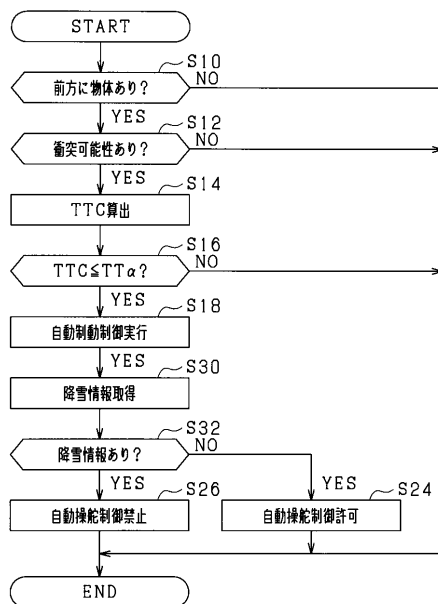 START
S10
前方に物体あり?
NO
YES
S12
衝突可能性あり?
NO
YES
S14
TTC算出
S16
TTC≦TTα?
NO
YES
S18
自動制動制御実行
YES
S30
降雪情報取得
S32
降雪情報あり?
NO
YES
S26
自動操舵制御禁止
YES
S24
自動操舵制御許可
END